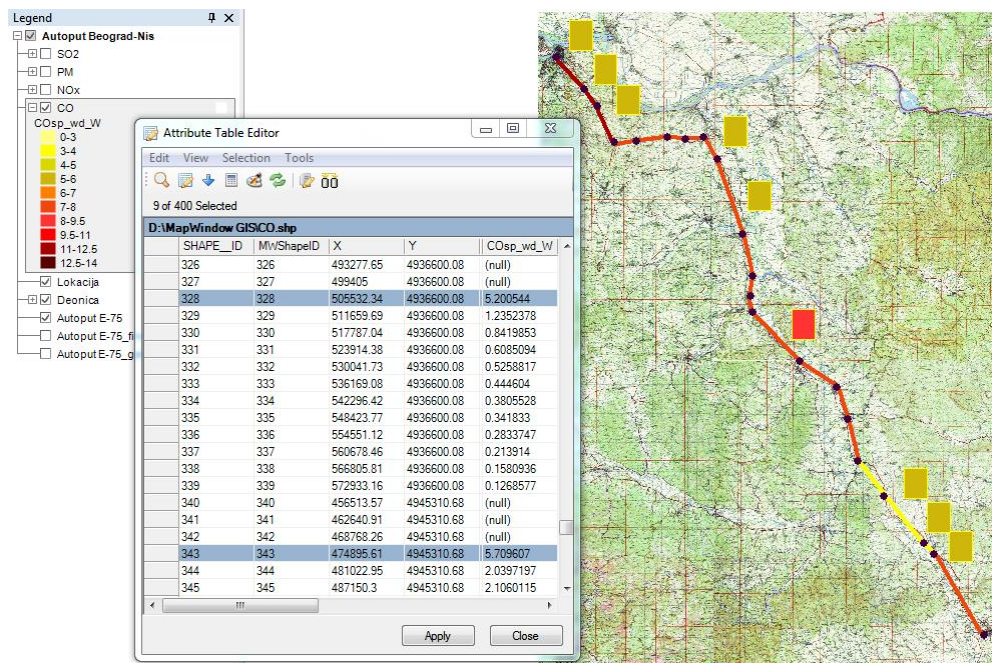 Legend
Autoput Beograd-Nis
SO2
PM
NOx
CO
COsp_wd_W
0-3
3-4
4-5
5-6
6-7
7-8
8-9.5
9.5-11
11-12.5
12.5-14
Lokacija
Deonica
Autoput E-75
Autoput E-75_fi
Autoput E-75_g
Attribute Table Editor
Edit View Selection Tools
9 of 400 Selected
D:\MapWindow GIS\CO.shp
SHAPE__ID MWShapeID X Y COsp_wd_W
326 326 493277.65 4936600.08 (null)
327 327 499405 4936600.08 (null)
328 328 505532.34 4936600.08 5.200544
329 329 511659.69 4936600.08 1.2352378
330 330 517787.04 4936600.08 0.8419853
331 331 523914.38 4936600.08 0.6085094
332 332 530041.73 4936600.08 0.5258817
333 333 536169.08 4936600.08 0.444604
334 334 542296.42 4936600.08 0.3805528
335 335 548423.77 4936600.08 0.341833
336 336 554551.12 4936600.08 0.2833747
337 337 560678.46 4936600.08 0.213914
338 338 566805.81 4936600.08 0.1580936
339 339 572933.16 4936600.08 0.1268577
340 340 456513.57 4945310.68 (null)
341 341 462640.91 4945310.68 (null)
342 342 468768.26 4945310.68 (null)
343 343 474895.61 4945310.68 5.709607
344 344 481022.95 4945310.68 2.0397197
345 345 487150.3 4945310.68 2.1060115
Apply Close